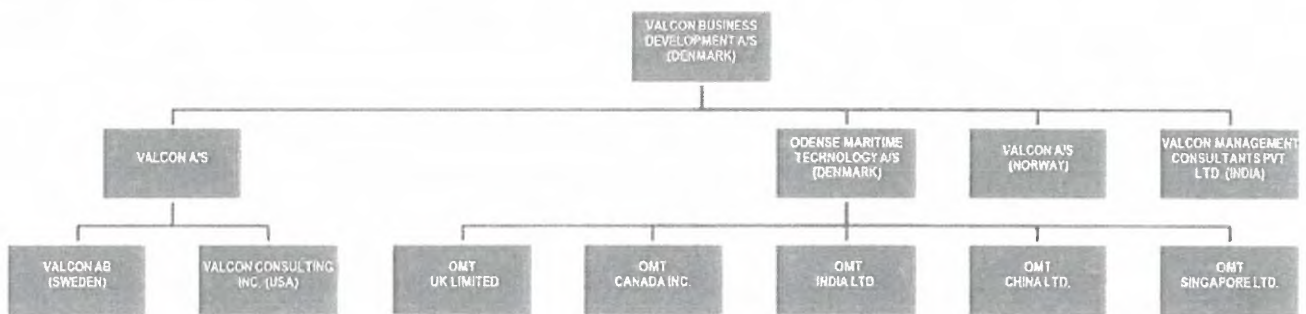 VALCON BUSINESS
DEVELOPMENT A'S
(DENMARK)
VALCON A'S
ODENSE MARITIME
TECHNOLOGY A/S
(DENMARK)
VALCON A'S
(NORWAY)
VALCON MANAGEMENT
CONSULTANTS PVT
LTD. (INDIA)
VALCON AB
(SWEDEN)
VALCON CONSULTING
INC. (USA)
OMT
UK LIMITED
OMT
CANADA INC.
OMT
INDIA LTD
OMT
CHINA LTD.
OMT
SINGAPORE LTD.